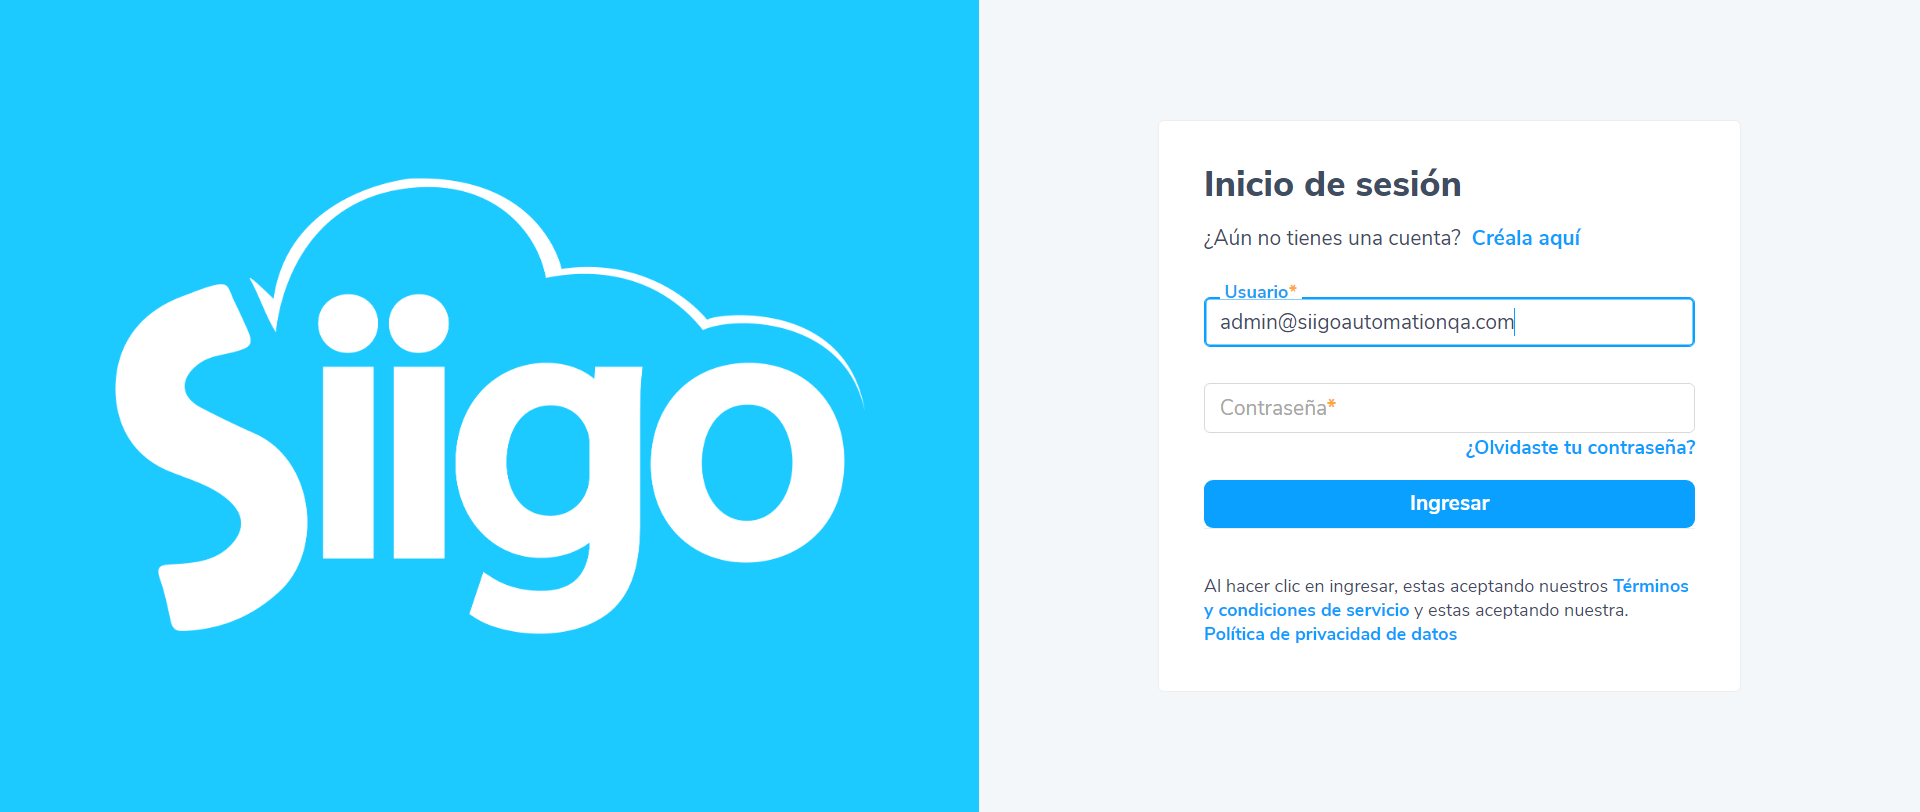 Siigo
Inicio de sesión
¿Aún no tienes una cuenta? Créala aquí
Usuario*
admin@siigoautomationqa.com
Contraseña*
¿Olvidaste tu contraseña?
Ingresar
Al hacer clic en ingresar, estas aceptando nuestros Términos
y condiciones de servicio y estas aceptando nuestra.
Política de privacidad de datos